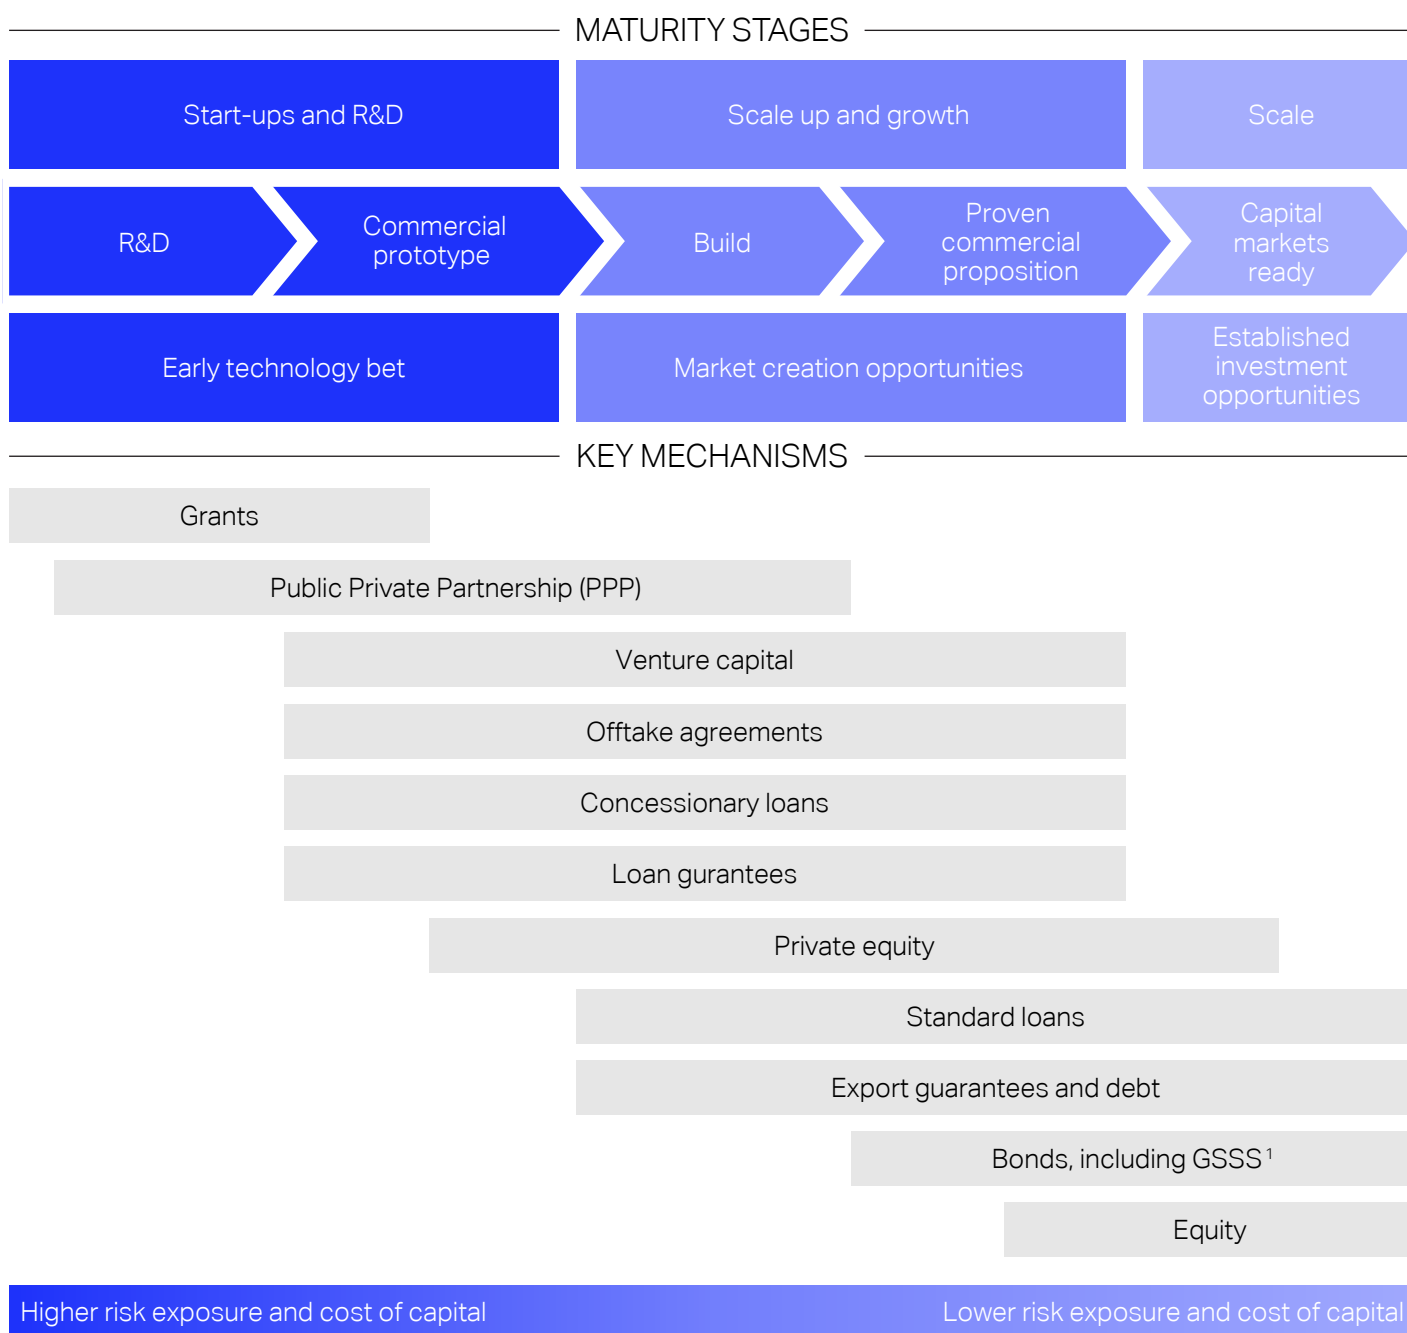 MATURITY STAGES
Start-ups and R&D
Scale up and growth
Scale
R&D
Commercial
prototype
Build
Proven
commercial
proposition
Capital
markets
ready
Early technology bet
Market creation opportunities
Established
investment
opportunities
KEY MECHANISMS
Grants
Public Private Partnership (PPP)
Venture capital
Offtake agreements
Concessionary loans
Loan gurantees
Private equity
Standard loans
Export guarantees and debt
Bonds, including GSSS¹
Equity
Higher risk exposure and cost of capital
Lower risk exposure and cost of capital